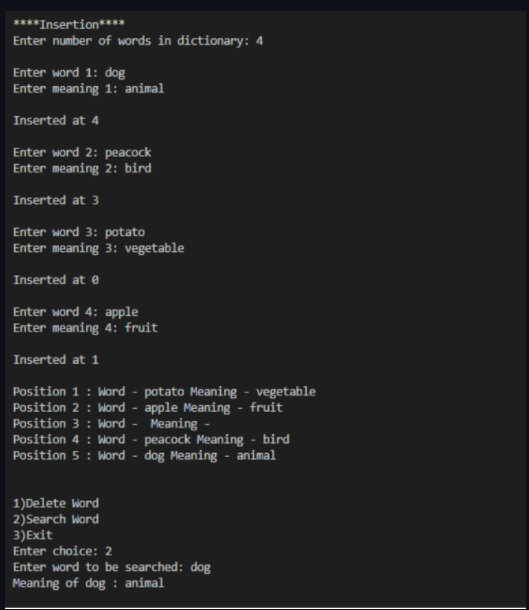 ****Insertion****
Enter number of words in dictionary: 4
Enter word 1: dog
Enter meaning 1: animal
Inserted at 4
Enter word 2: peacock
Enter meaning 2: bird
Inserted at 3
Enter word 3: potato
Enter meaning 3: vegetable
Inserted at 0
Enter word 4: apple
Enter meaning 4: fruit
Inserted at 1
Position 1 : Word - potato Meaning - vegetable
Position 2 : Word - apple Meaning - fruit
Position 3 : Word -  Meaning -
Position 4 : Word - peacock Meaning - bird
Position 5 : Word - dog Meaning - animal
1)Delete Word
2)Search Word
3)Exit
Enter choice: 2
Enter word to be searched: dog
Meaning of dog : animal